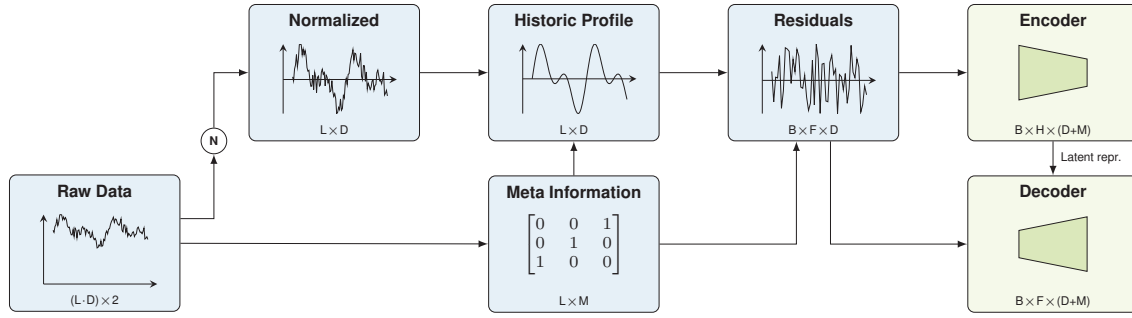 Normalized
L × D
Historic Profile
L × D
Residuals
B × F × D
Encoder
B × H × (D+M)
N
Latent repr.
Raw Data
(L·D) × 2
Meta Information
0 0 1
0 1 0
1 0 0
L × M
Decoder
B × F × (D+M)